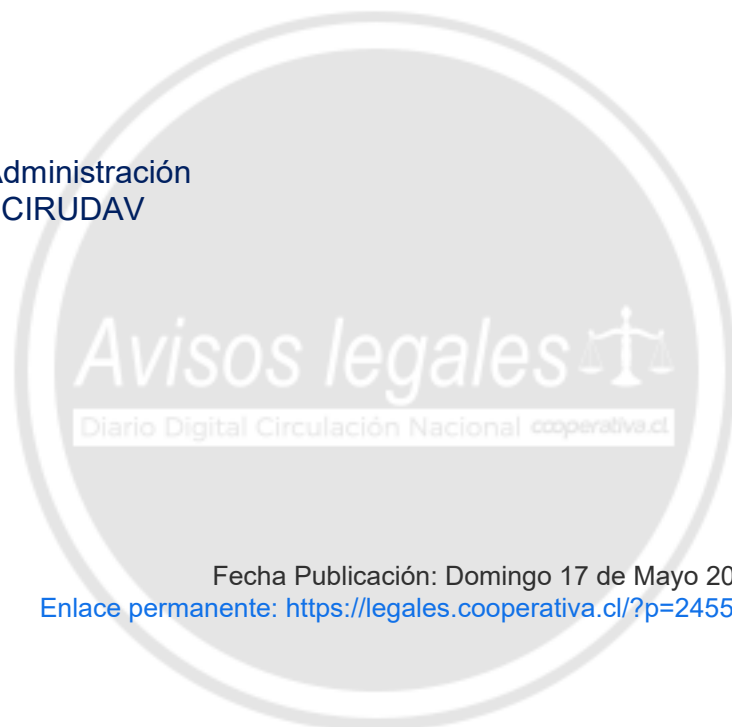 Administración
CIRUDAV
Avisos legales
Diario Digital Circulación Nacional cooperativa.cl
Fecha Publicación: Domingo 17 de Mayo 20
Enlace permanente: https://legales.cooperativa.cl/?p=2455